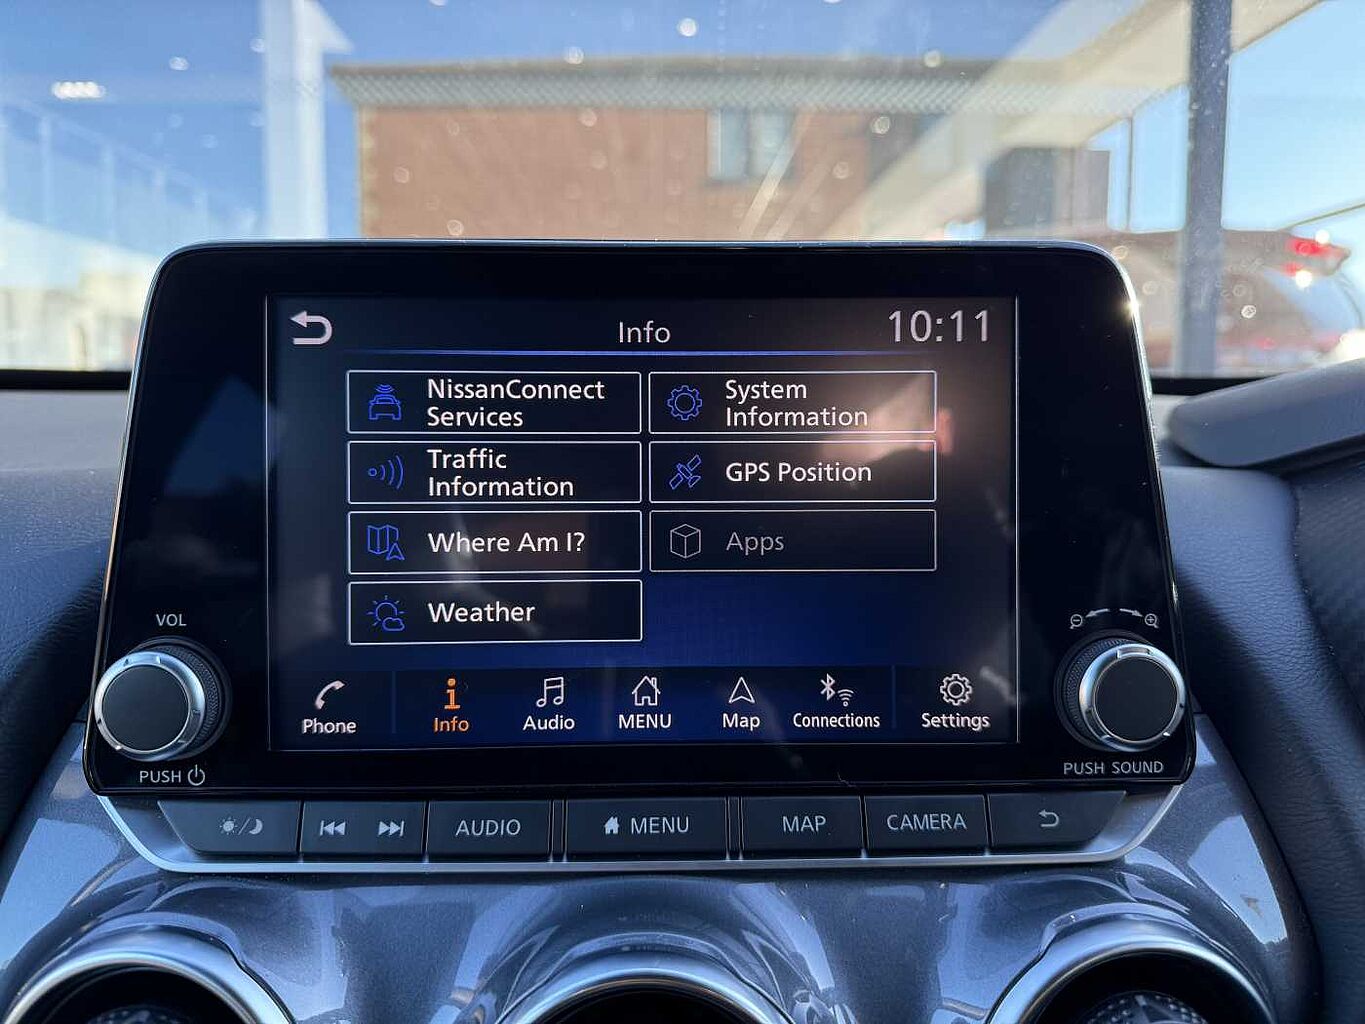 Info
10:11
NissanConnect
Services
System
Information
Traffic
Information
GPS Position
Where Am I?
Apps
Weather
Phone
Info
Audio
MENU
Map
Connections
Settings
VOL
PUSH
PUSH SOUND
AUDIO
MENU
MAP
CAMERA